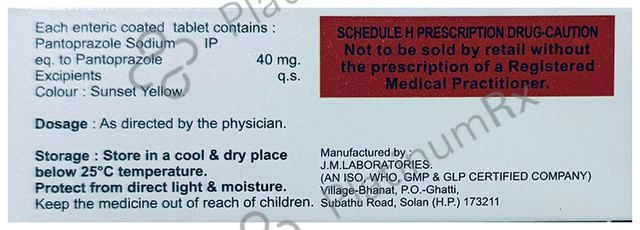 Each enteric coated tablet contains :
Pantoprazole Sodium IP
eq. to Pantoprazole 40 mg.
Excipients q.s.
Colour : Sunset Yellow.
Dosage : As directed by the physician.
Storage : Store in a cool & dry place
below 25°C temperature.
Protect from direct light & moisture.
Keep the medicine out of reach of children.
SCHEDULE H PRESCRIPTION DRUG-CAUTION
Not to be sold by retail without
the prescription of a Registered
Medical Practitioner.
Manufactured by :
J.M.LABORATORIES.
(AN ISO, WHO, GMP & GLP CERTIFIED COMPANY)
Village-Bhanat, P.O.-Ghatti,
Subathu Road, Solan (H.P.) 173211
PlatinumRx